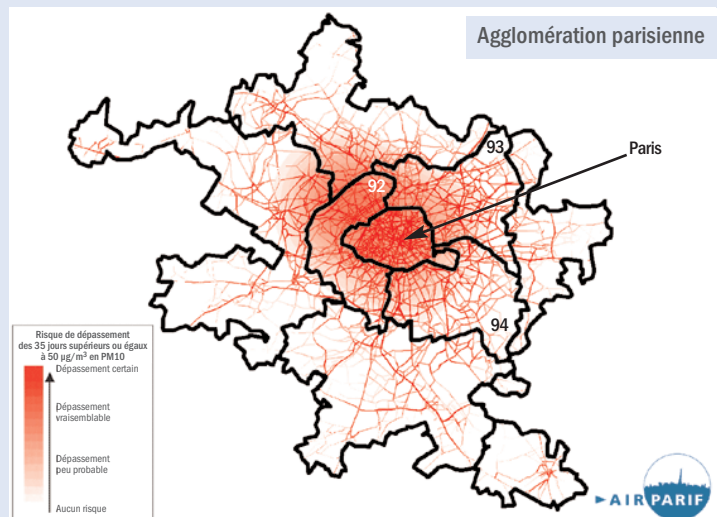 Agglomération parisienne
93
Paris
92
94
Risque de dépassement
des 35 jours supérieurs ou égaux
à 50 µg/m³ en PM10
Dépassement certain
Dépassement
vraisemblable
Dépassement
peu probable
Aucun risque
AIRPARIF